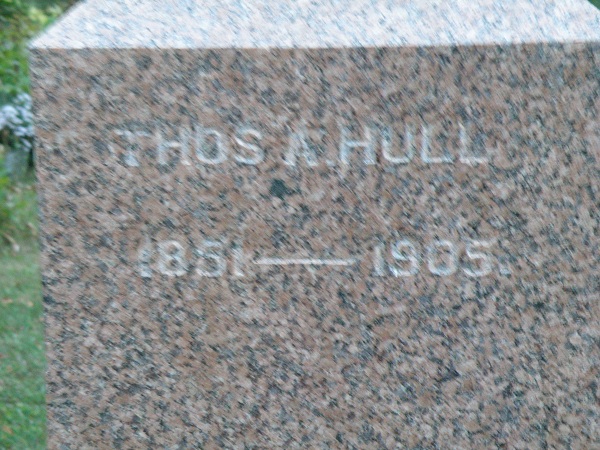 THOS A. HULL
1851 — 1905.